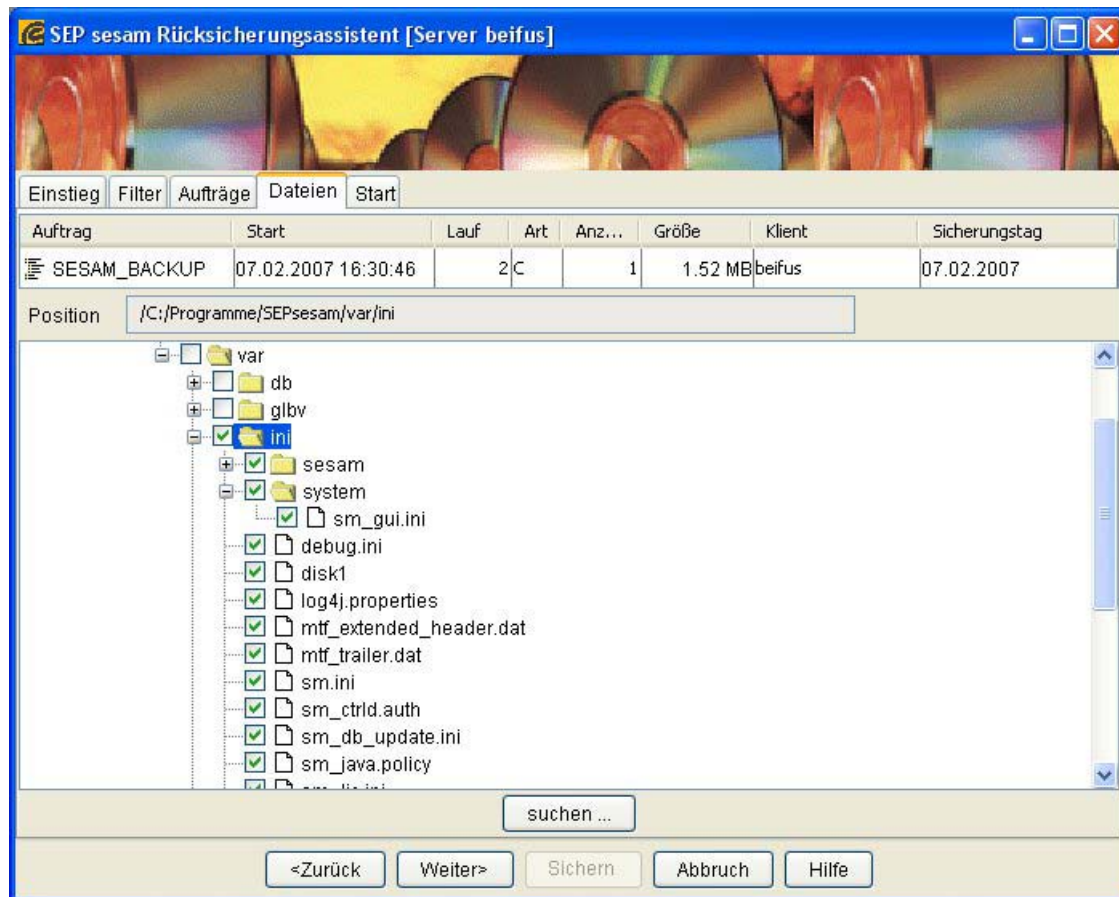 SEP sesam Rücksicherungsassistent [Server beifus]
Einstieg Filter Aufträge Dateien Start
Auftrag Start Lauf Art Anz... Größe Klient Sicherungstag
SESAM_BACKUP 07.02.2007 16:30:46 2 C 1 1.52 MB beifus 07.02.2007
Position /C:/Programme/SEPsesam/var/ini
var
db
glbv
ini
sesam
system
sm_gui.ini
debug.ini
disk1
log4j.properties
mtf_extended_header.dat
mtf_trailer.dat
sm.ini
sm_ctrld.auth
sm_db_update.ini
sm_java.policy
suchen ...
<Zurück Weiter> Sichern Abbruch Hilfe